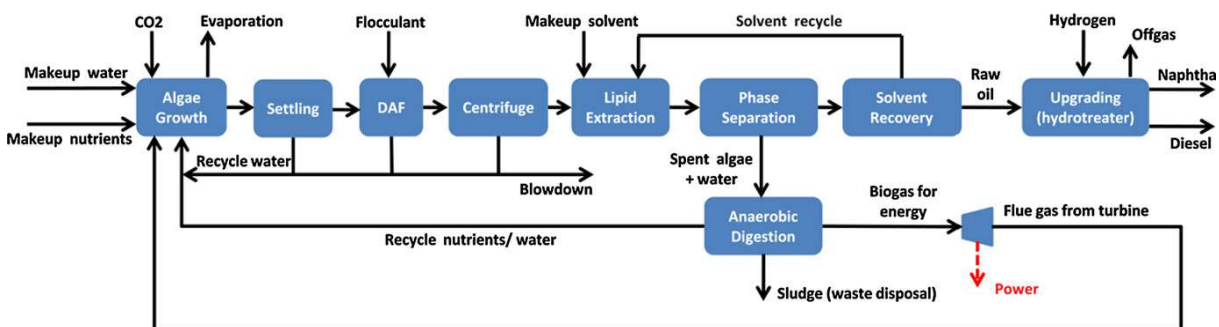 CO2
Evaporation
Flocculant
Makeup solvent
Solvent recycle
Hydrogen
Offgas
Makeup water
Makeup nutrients
Algae
Growth
Settling
DAF
Centrifuge
Lipid
Extraction
Phase
Separation
Solvent
Recovery
Raw
oil
Upgrading
(hydrotreater)
Naphtha
Diesel
Recycle water
Blowdown
Spent algae
+ water
Anaerobic
Digestion
Biogas for
energy
Flue gas from turbine
Recycle nutrients/ water
Sludge (waste disposal)
Power